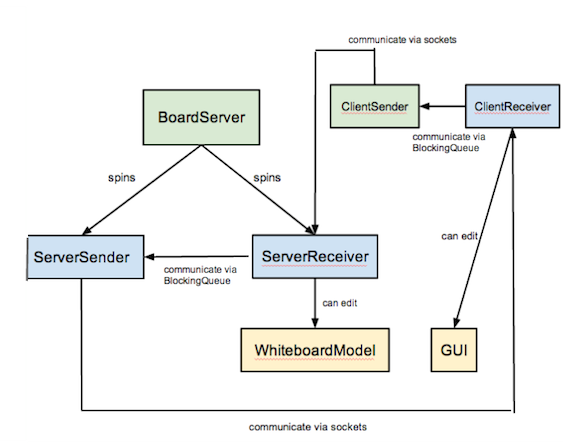 communicate via sockets
BoardServer
ClientSender
ClientReceiver
communicate via
BlockingQueue
spins
spins
can edit
ServerSender
communicate via
BlockingQueue
ServerReceiver
can edit
WhiteboardModel
GUI
communicate via sockets